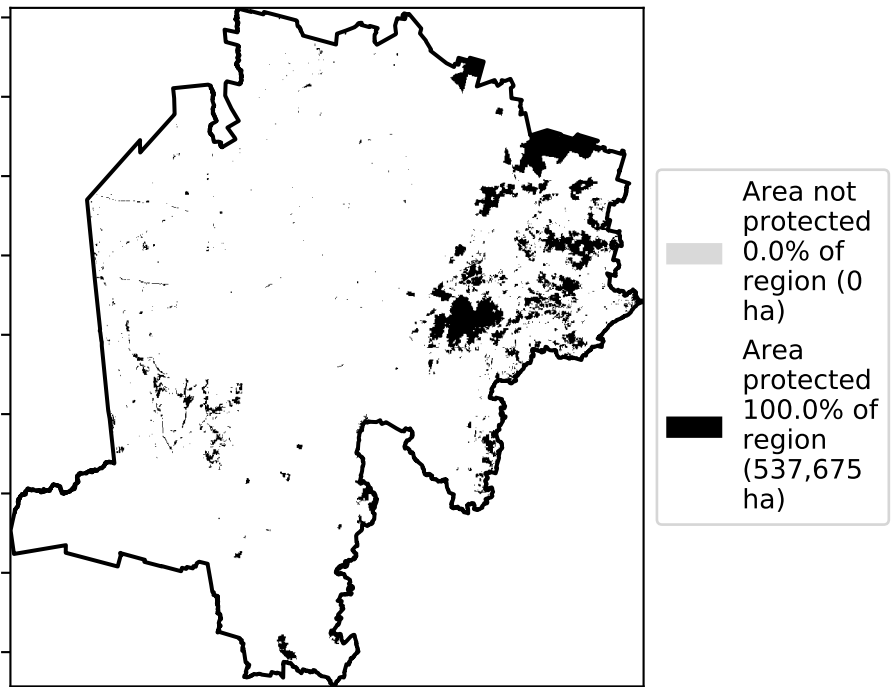 Area not
protected
0.0% of
region (0
ha)
Area
protected
100.0% of
region
(537,675
ha)